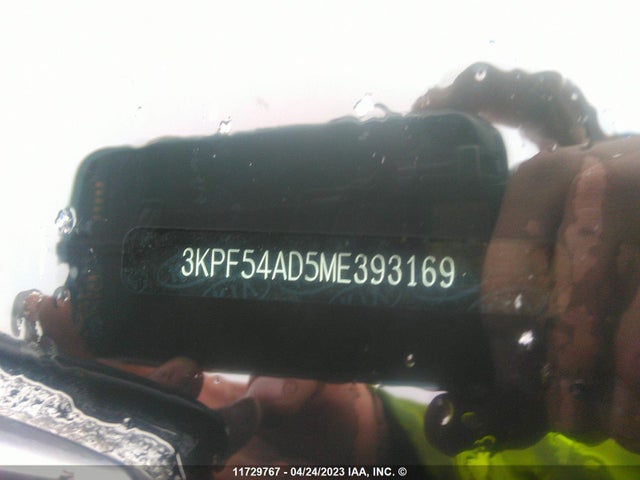 3KPF54AD5ME393169
11729767 - 04/24/2023 IAA, INC. ©